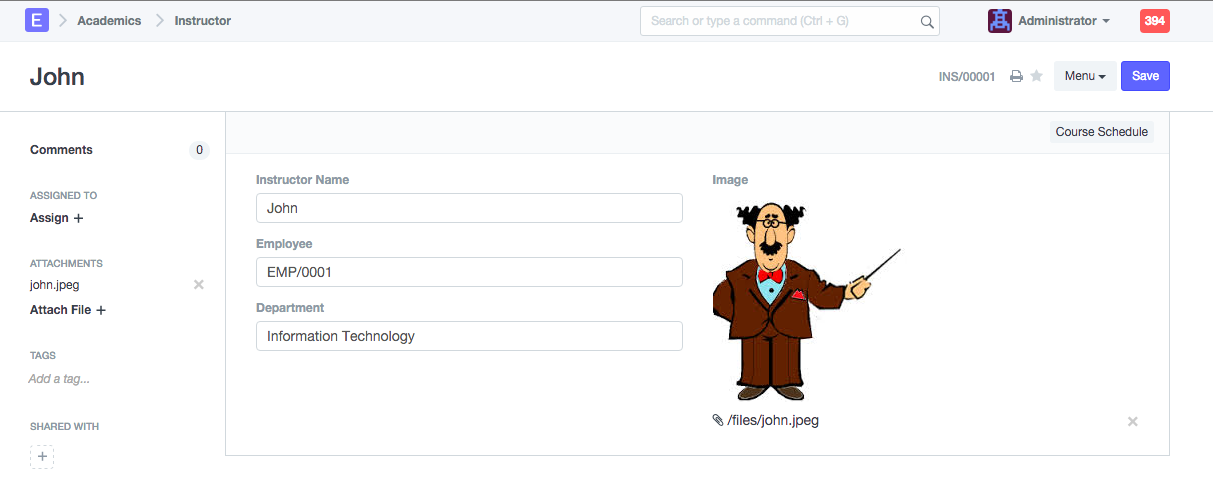 E Academics Instructor Search or type a command (Ctrl + G) Administrator 394
John INS/00001 Menu Save
Comments 0
ASSIGNED TO
Assign +
ATTACHMENTS
john.jpeg
Attach File +
TAGS
Add a tag...
SHARED WITH
+
Course Schedule
Instructor Name
John
Employee
EMP/0001
Department
Information Technology
Image
/files/john.jpeg